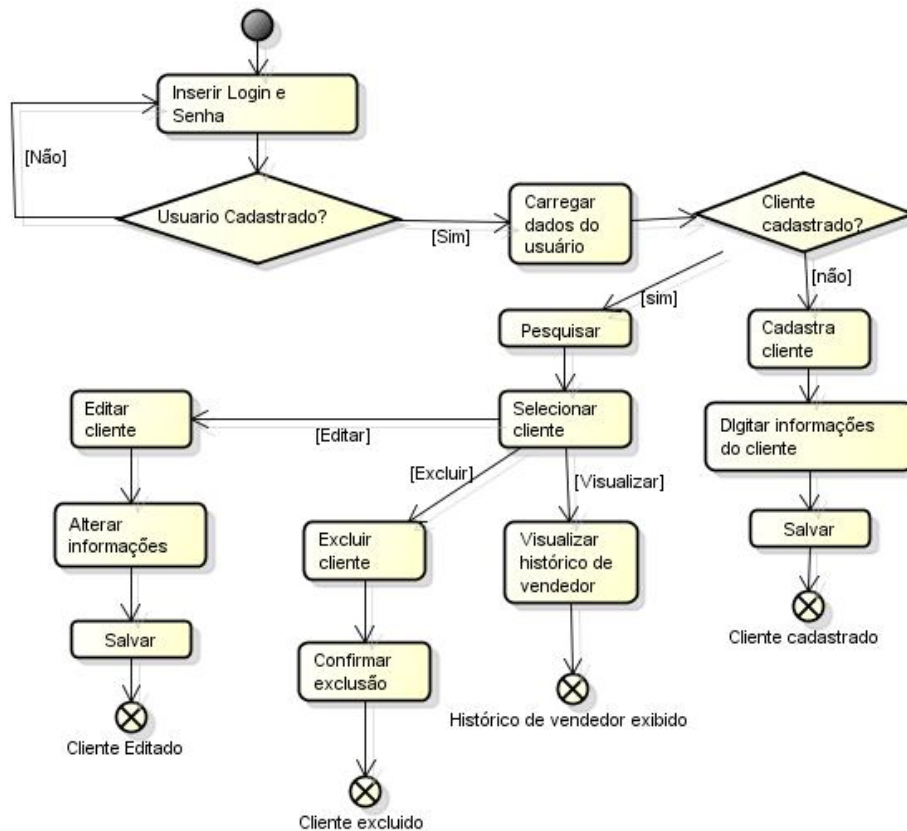 Inserir Login e
Senha
[Não]
Usuario Cadastrado?
[Sim]
Carregar
dados do
usuário
Cliente
cadastrado?
[sim]
[não]
Pesquisar
Cadastra
cliente
Editar
cliente
[Editar]
Selecionar
cliente
DIgitar informações
do cliente
[Excluir]
[Visualizar]
Alterar
informações
Excluir
cliente
Visualizar
histórico de
vendedor
Salvar
Cliente cadastrado
Salvar
Confirmar
exclusão
Histórico de vendedor exibido
Cliente Editado
Cliente excluido